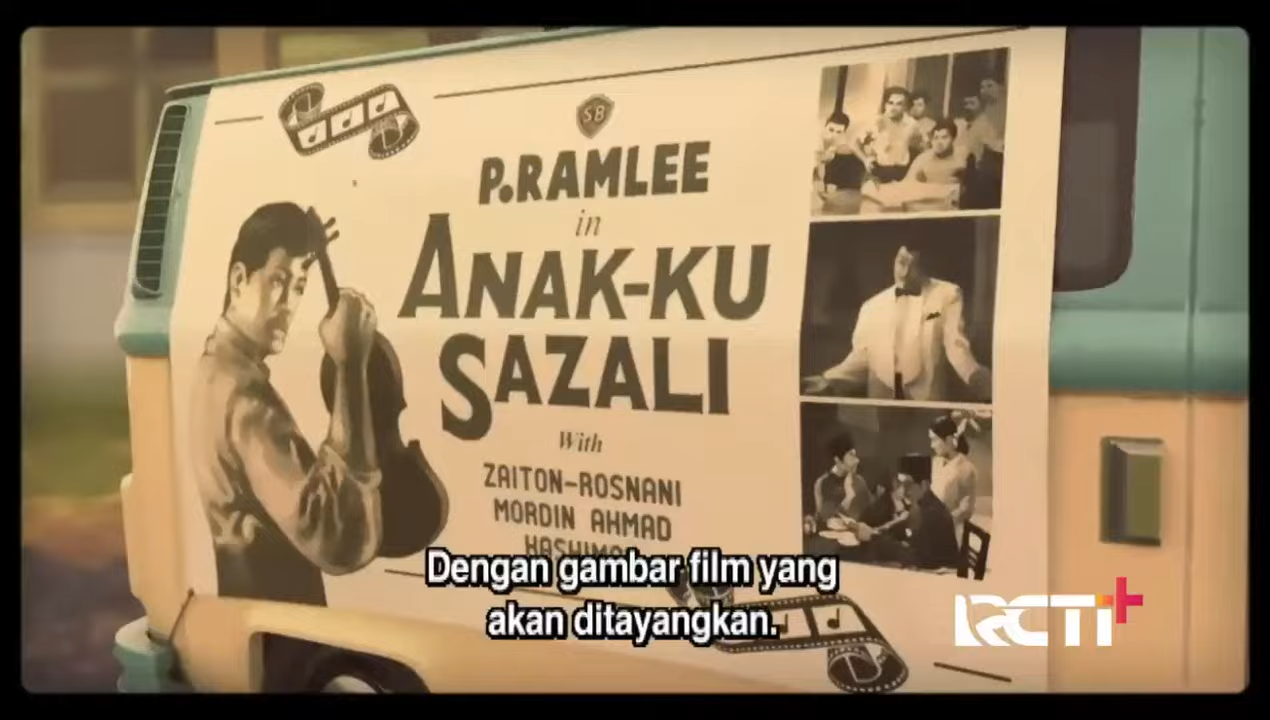 SB
P.RAMLEE
in
ANAK-KU
SAZALI
With
ZAITON-ROSNANI
MORDIN AHMAD
Dengan gambar film yang
akan ditayangkan.
RCTI+